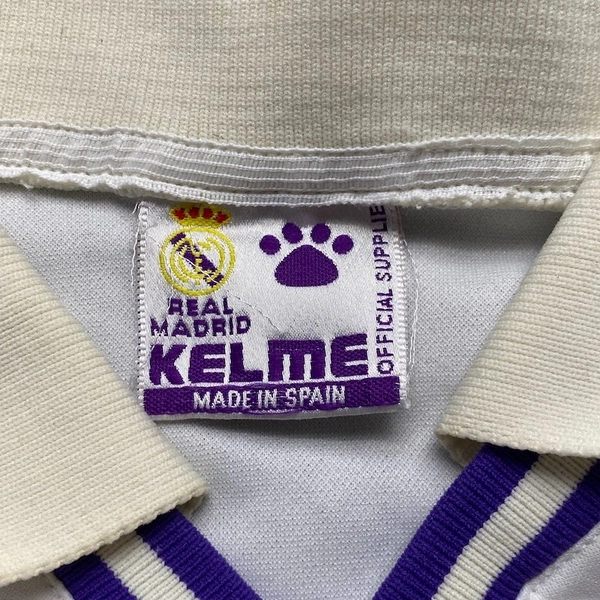 REAL
MADRID
KELME
MADE IN SPAIN
OFFICIAL SUPPLIE